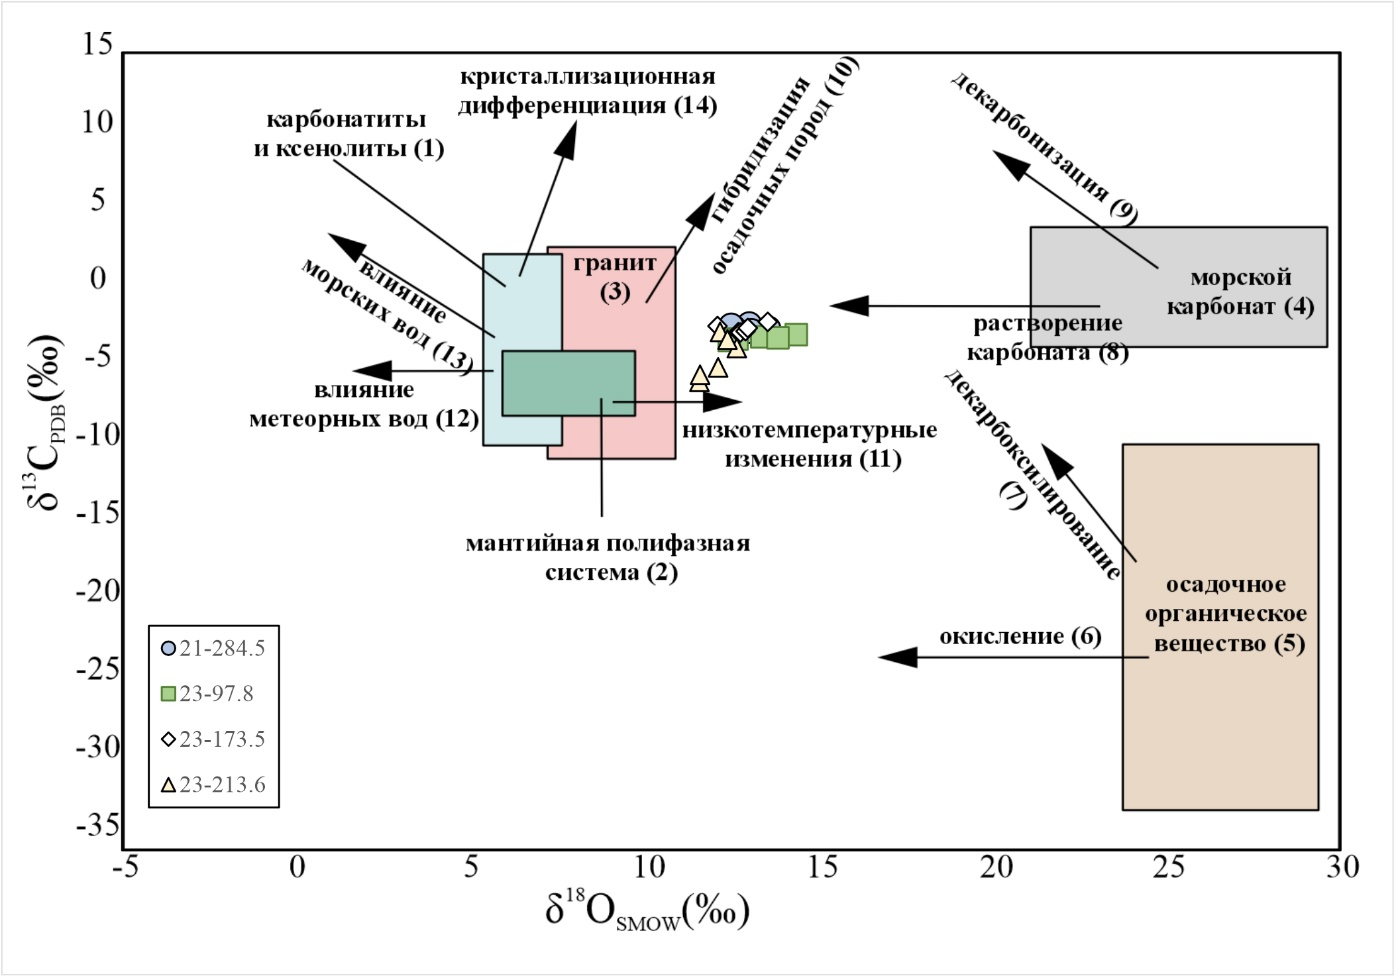 15
10
5
0
-5
-10
-15
-20
-25
-30
-35
δ¹³C_PDB(‰)
кристаллизационная
дифференциация (14)
карбонатиты
и ксенолиты (1)
гибридизация
осадочных пород (10)
декарбонизация (9)
влияние
морских вод (13)
гранит
(3)
морской
карбонат (4)
растворение
карбоната (8)
влияние
метеорных вод (12)
низкотемпературные
изменения (11)
декарбоксилирование
(7)
мантийная полифазная
система (2)
осадочное
органическое
вещество (5)
окисление (6)
21-284.5
23-97.8
23-173.5
23-213.6
-5 0 5 10 15 20 25 30
δ¹⁸O_SMOW(‰)